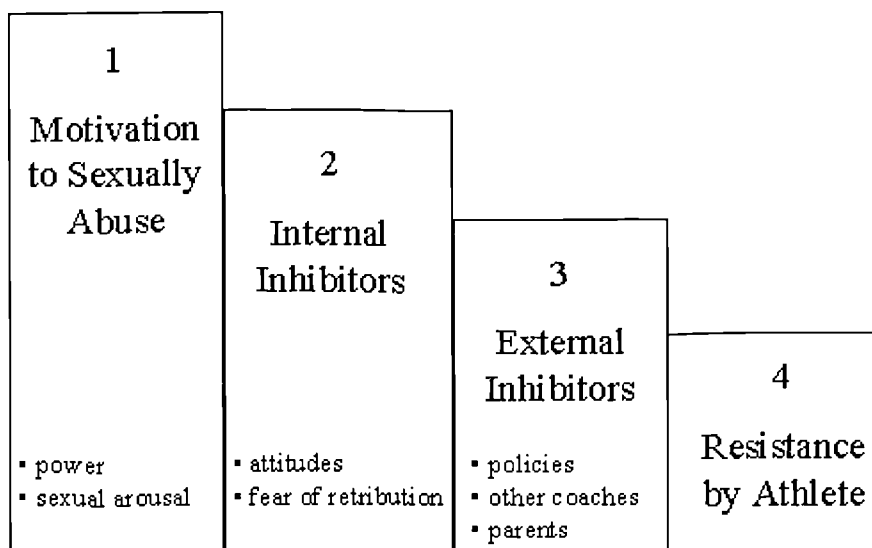 1
Motivation
to Sexually
Abuse
▪ power
▪ sexual arousal
2
Internal
Inhibitors
▪ attitudes
▪ fear of retribution
3
External
Inhibitors
▪ policies
▪ other coaches
▪ parents
4
Resistance
by Athlete